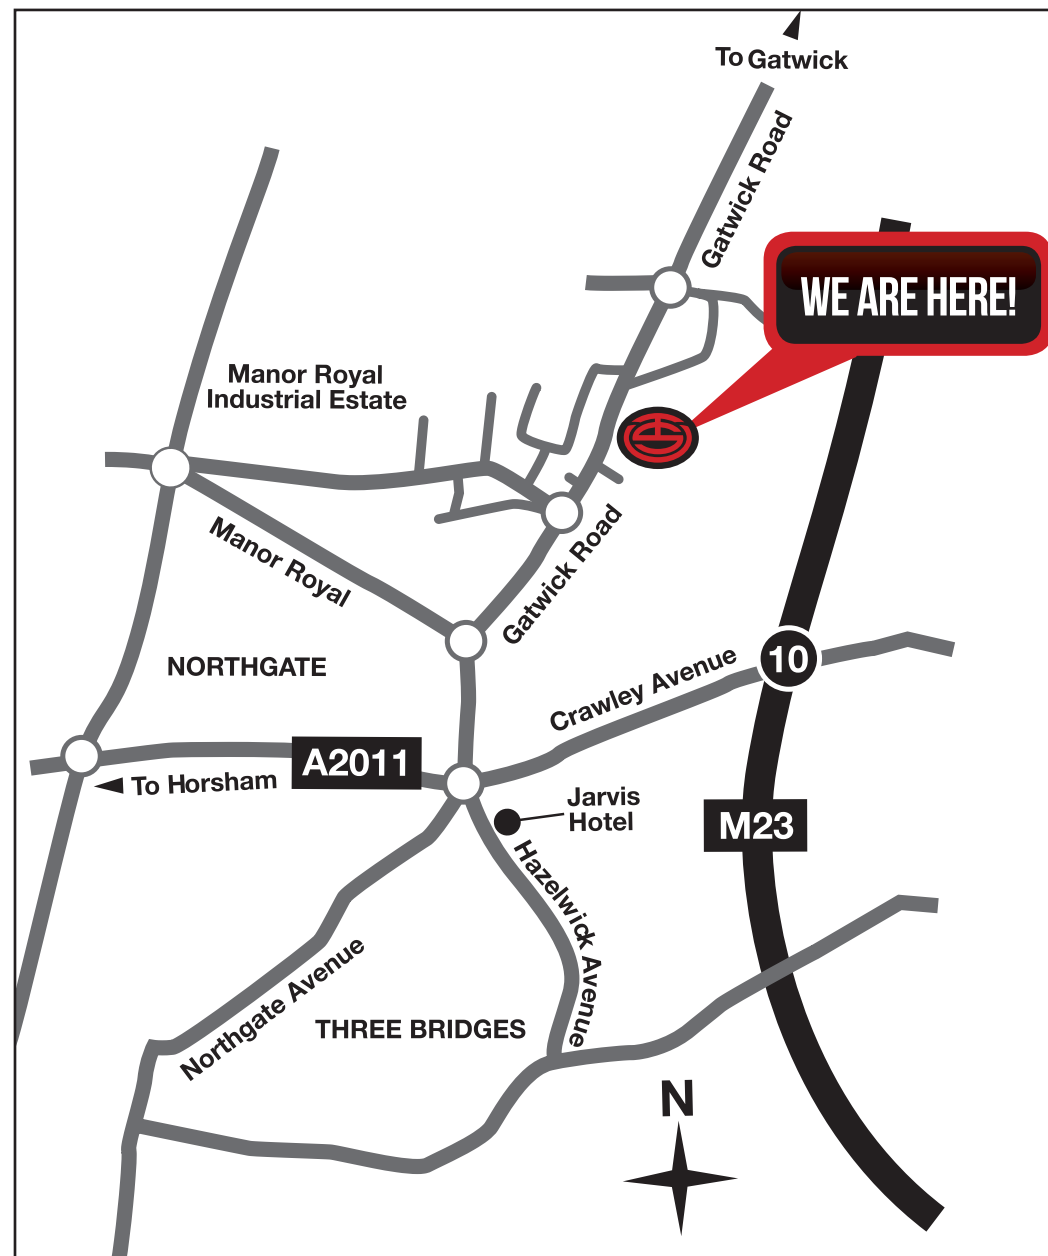 To Gatwick
Gatwick Road
WE ARE HERE!
Manor Royal
Industrial Estate
Manor Royal
Gatwick Road
NORTHGATE
Crawley Avenue
10
A2011
To Horsham
Jarvis
Hotel
M23
Hazelwick Avenue
Northgate Avenue
THREE BRIDGES
N